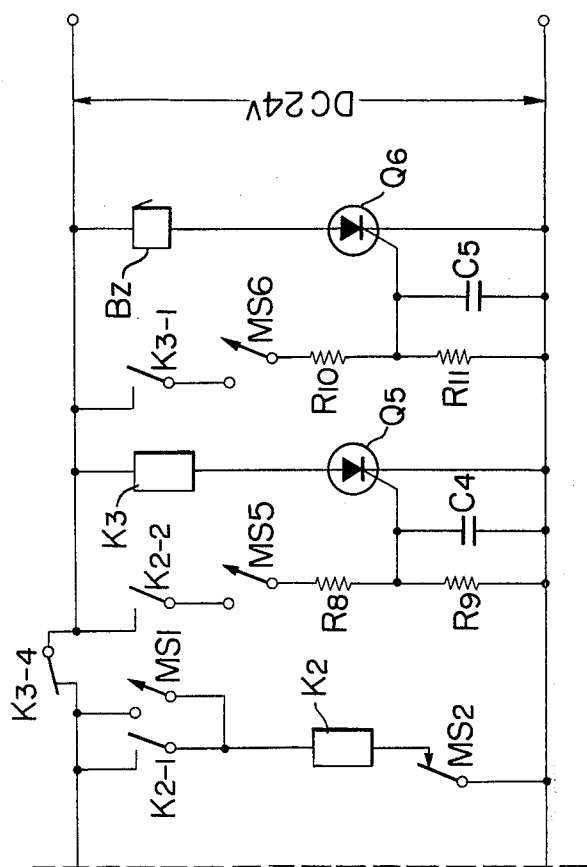 DC24V
Q6
BZ
C5
MS6
K3-1
R10
R11
Q5
K3
C4
MS5
K2-2
R8
R9
K3-4
MS1
K2
K2-1
MS2